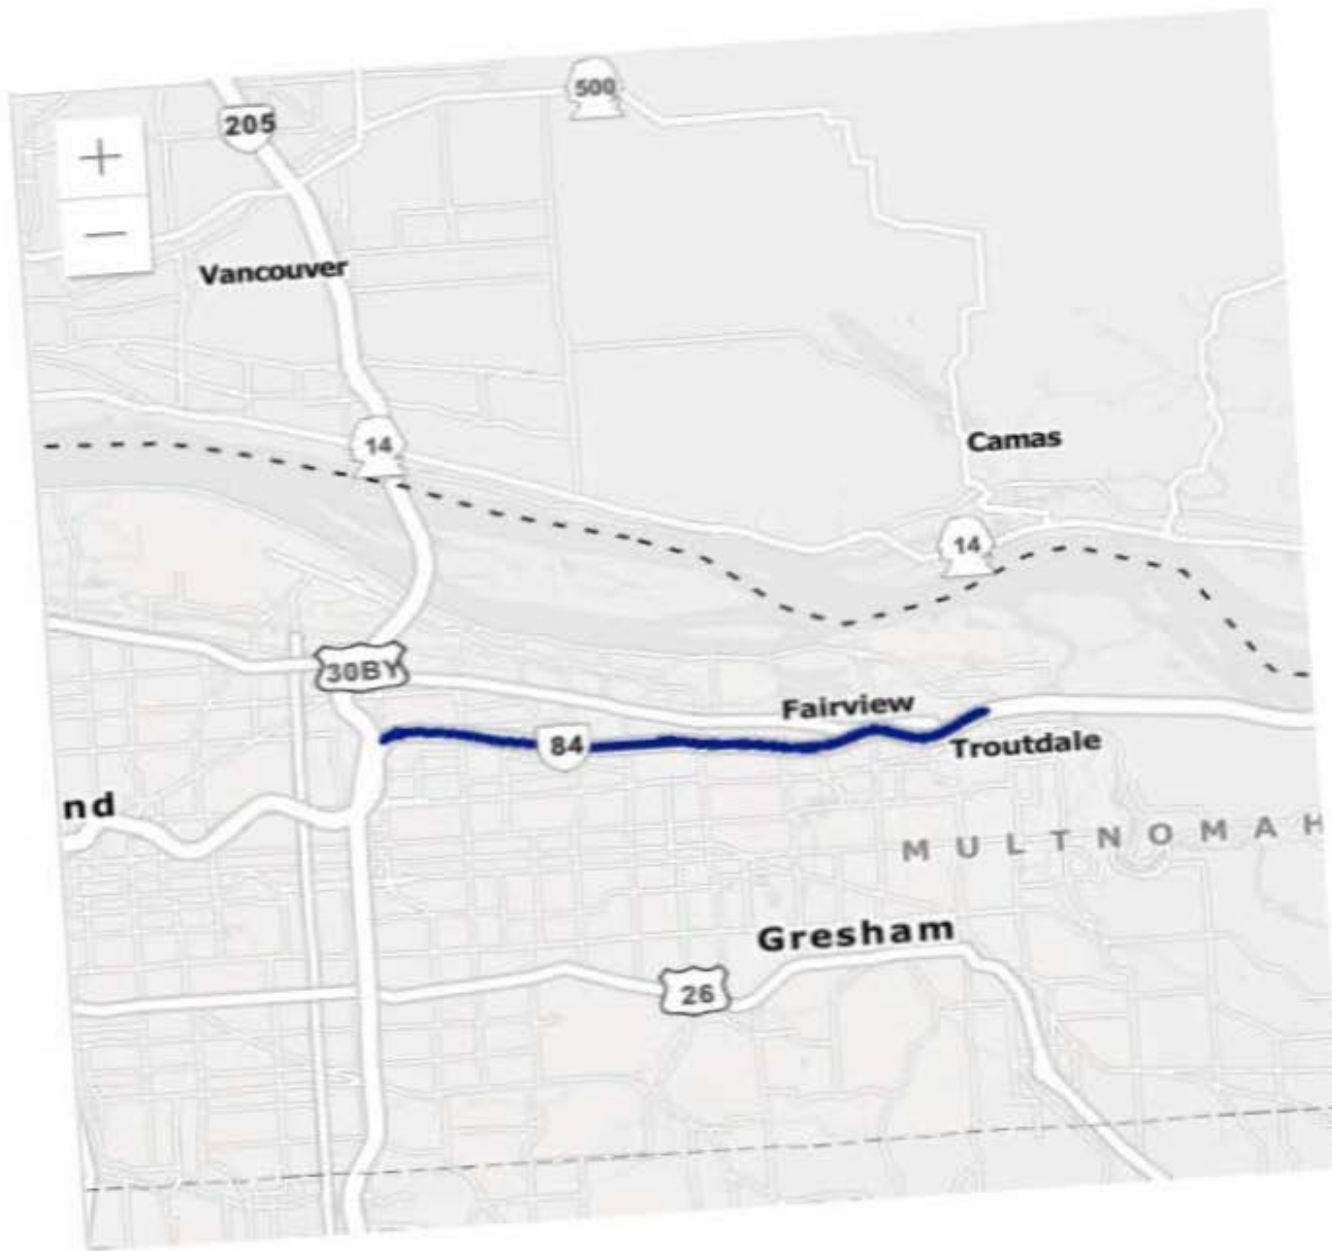 500
205
+
−
Vancouver
14
Camas
14
30BY
Fairview
84
Troutdale
nd
MULTNOMAH
Gresham
26